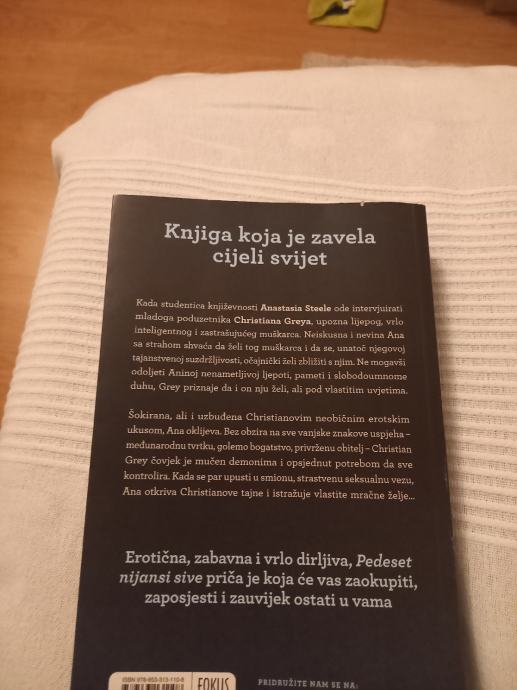 Knjiga koja je zavela
cijeli svijet
Kada studentica književnosti Anastasia Steele ode intervjuirati
mladoga poduzetnika Christiana Greya, upozna lijepog, vrlo
inteligentnog i zastrašujućeg muškarca. Neiskusna i nevina Ana
sa strahom shvaća da želi tog muškarca i da se, unatoč njegovoj
tajanstvenoj suzdržljivosti, očajnički želi zbližiti s njim. Ne mogavši
odoljeti Aninoj nenametljivoj ljepoti, pameti i slobodoumnome
duhu, Grey priznaje da i on nju želi, ali pod vlastitim uvjetima.
Šokirana, ali i uzbuđena Christianovim neobičnim erotskim
ukusom, Ana oklijeva. Bez obzira na sve vanjske znakove uspjeha –
međunarodnu tvrtku, golemo bogatstvo, privrženu obitelj – Christian
Grey čovjek je mučen demonima i opsjednut potrebom da sve
kontrolira. Kada se par upusti u smionu, strastvenu seksualnu vezu,
Ana otkriva Christianove tajne i istražuje vlastite mračne želje...
Erotična, zabavna i vrlo dirljiva, Pedeset
nijansi sive priča je koja će vas zaokupiti,
zaposjesti i zauvijek ostati u vama
ISBN 978-953-313-110-8
FOKUS
PRIDRUŽITE NAM SE NA: